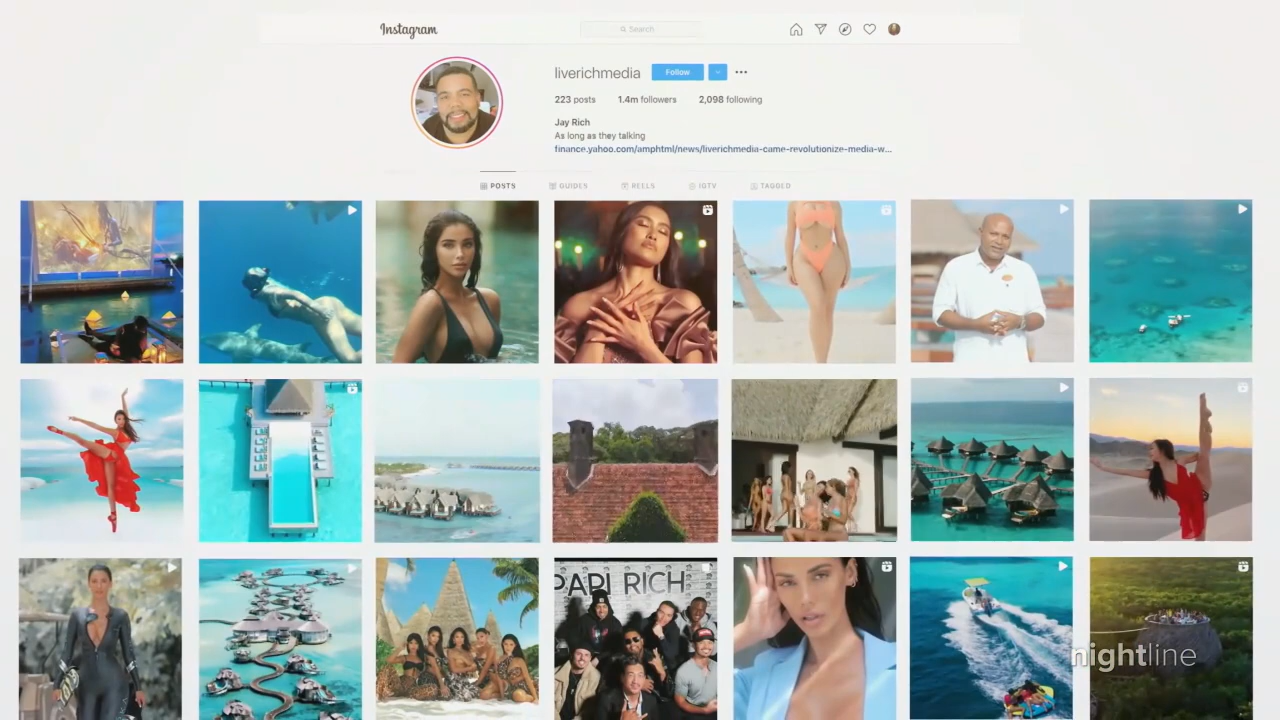 Instagram
Search
liverichmedia
Follow
223 posts 1.4m followers 2,098 following
Jay Rich
As long as they talking
finance.yahoo.com/amphtml/news/liverichmedia-came-revolutionize-media-w...
POSTS GUIDES REELS IGTV TAGGED
PAPI RICH
nightline